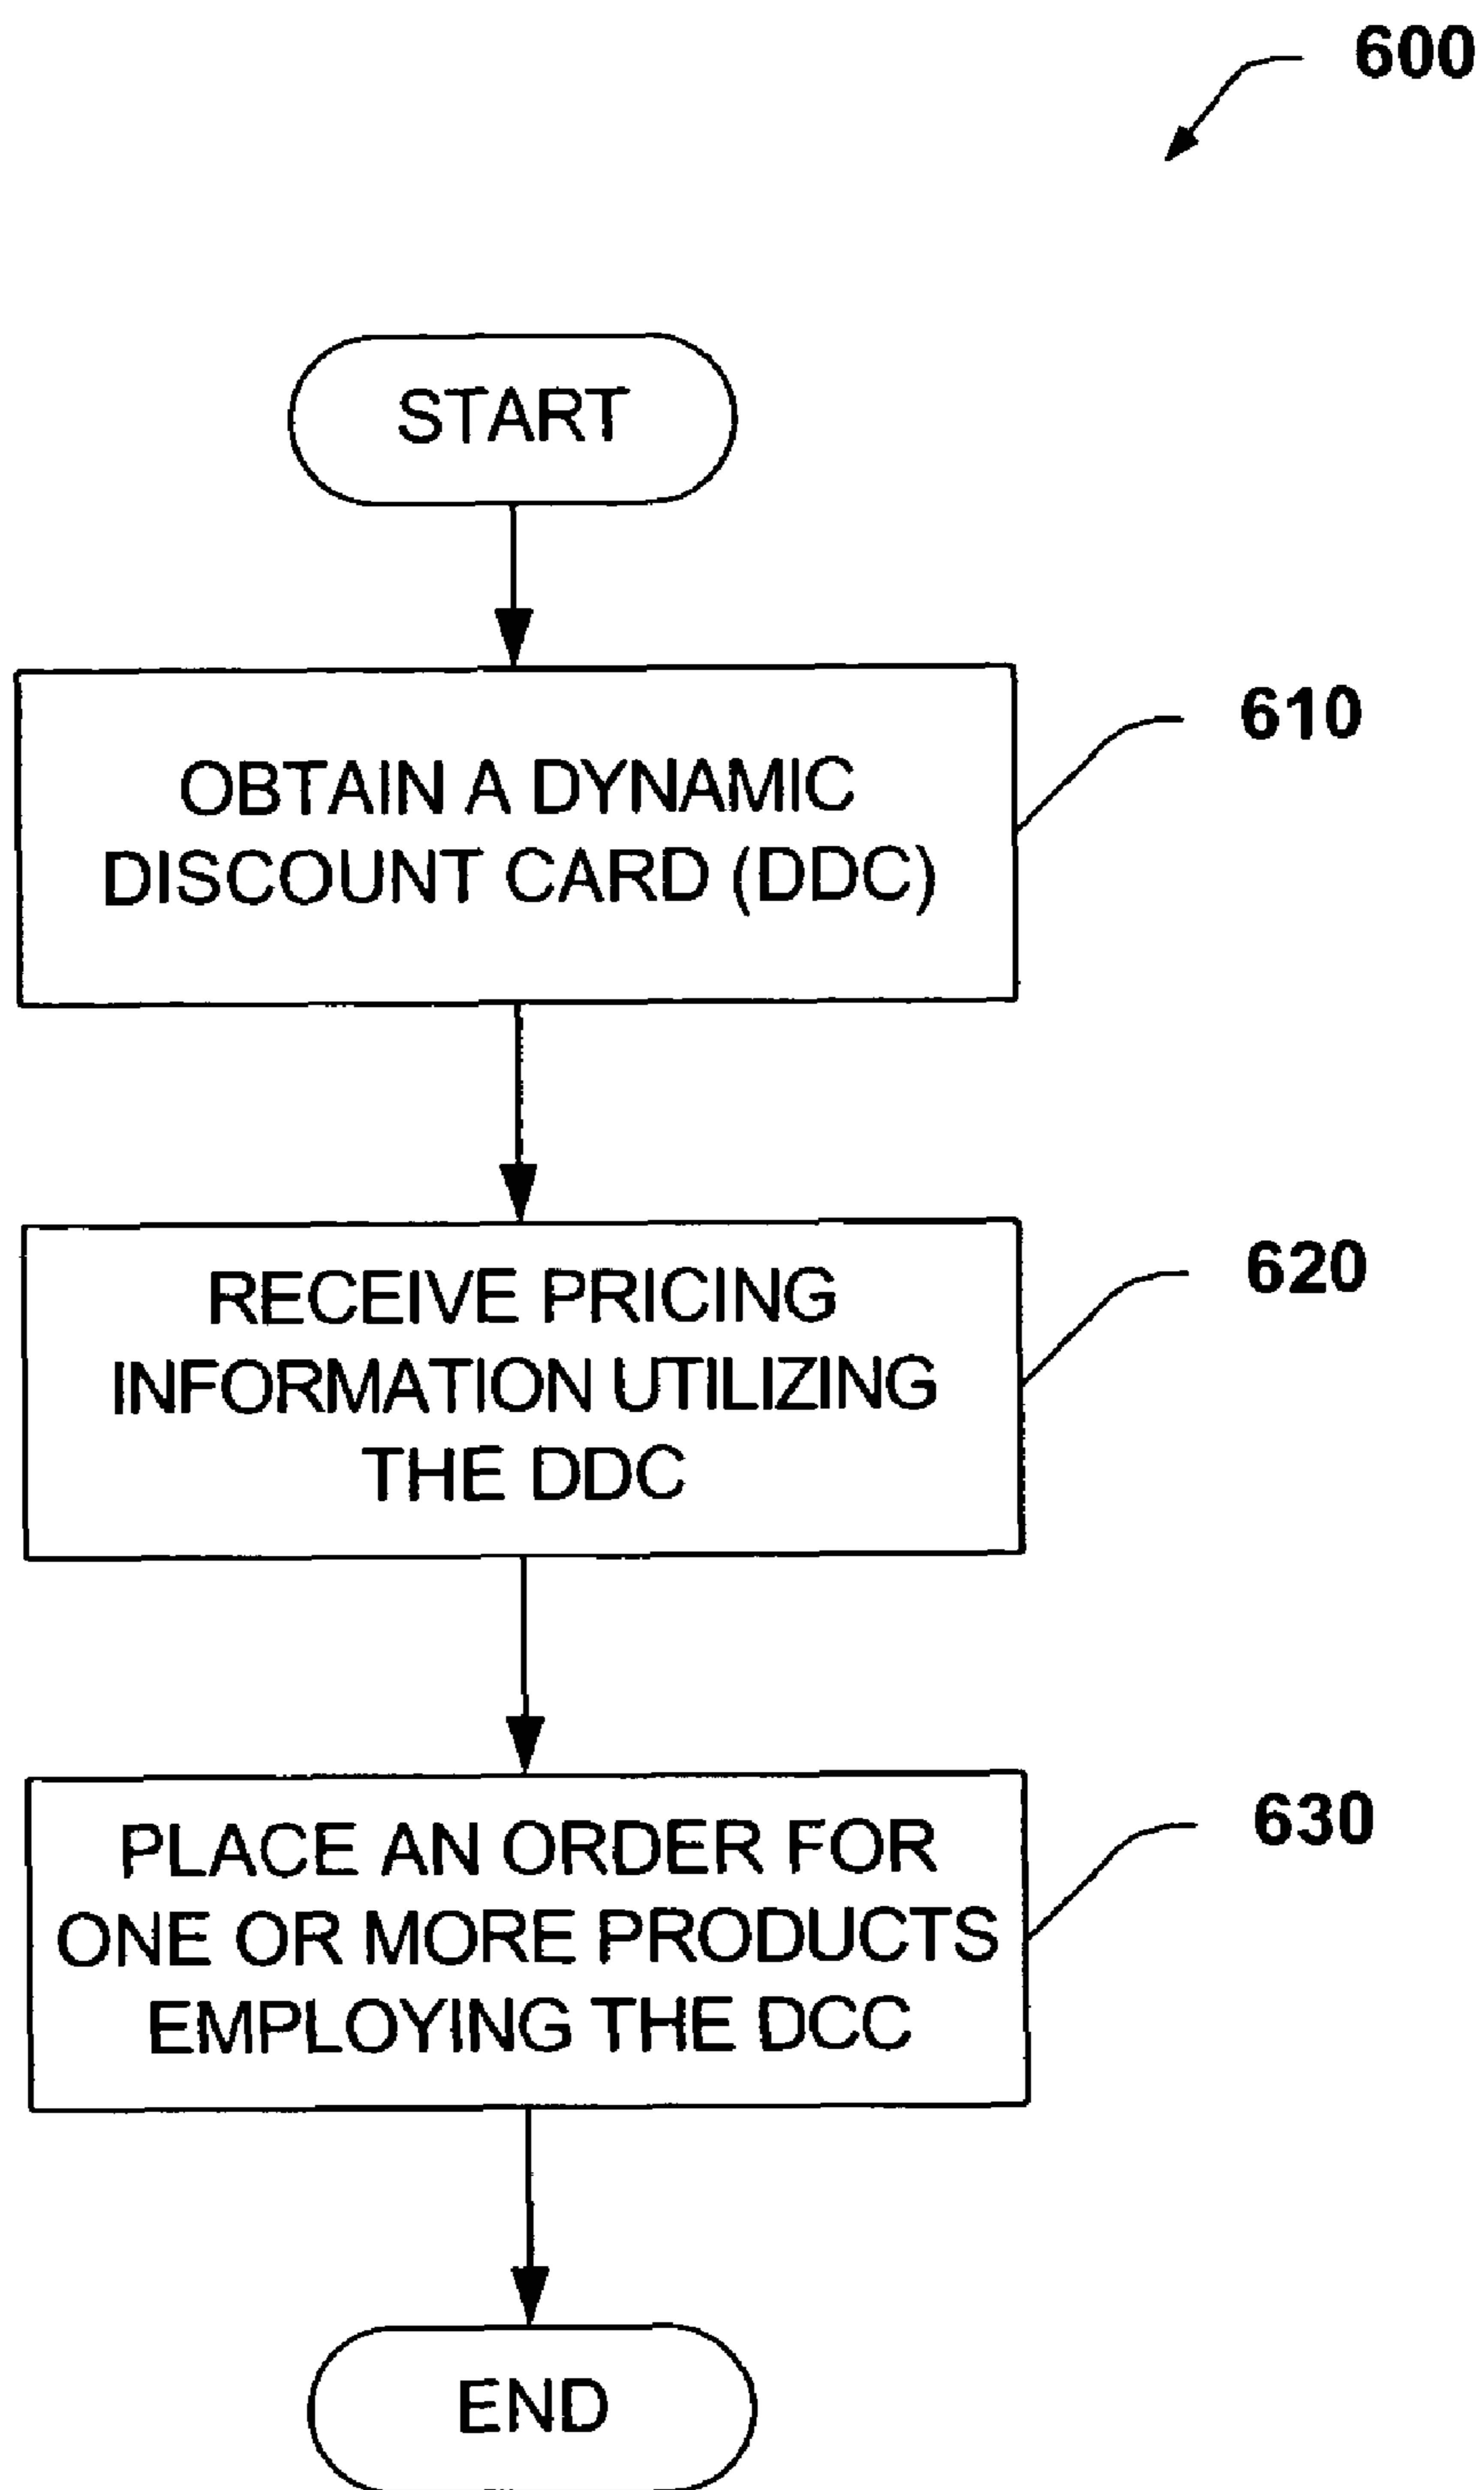 600
START
OBTAIN A DYNAMIC
DISCOUNT CARD (DDC)
610
RECEIVE PRICING
INFORMATION UTILIZING
THE DDC
620
PLACE AN ORDER FOR
ONE OR MORE PRODUCTS
EMPLOYING THE DCC
630
END